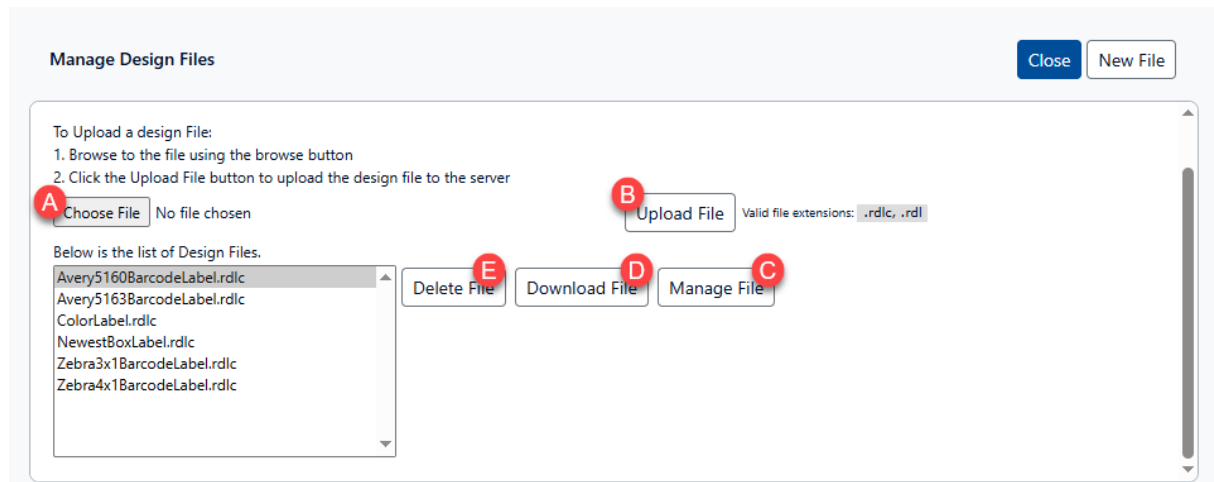 Manage Design Files
Close
New File
To Upload a design File:
1. Browse to the file using the browse button
2. Click the Upload File button to upload the design file to the server
A
Choose File No file chosen
B
Upload File
Valid file extensions: .rdlc, .rdl
Below is the list of Design Files.
Avery5160BarcodeLabel.rdlc
Avery5163BarcodeLabel.rdlc
ColorLabel.rdlc
NewestBoxLabel.rdlc
Zebra3x1BarcodeLabel.rdlc
Zebra4x1BarcodeLabel.rdlc
E
Delete File
D
Download File
C
Manage File